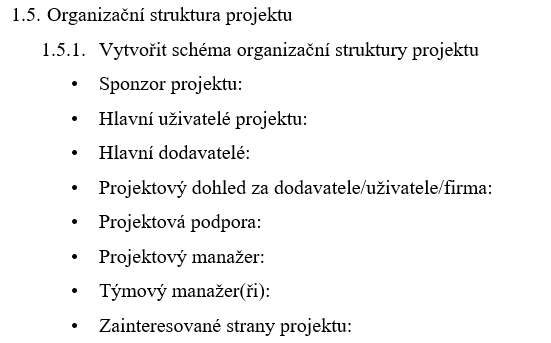 1.5. Organizační struktura projektu
1.5.1. Vytvořit schéma organizační struktury projektu
• Sponzor projektu:
• Hlavní uživatelé projektu:
• Hlavní dodavatelé:
• Projektový dohled za dodavatele/uživatele/firma:
• Projektová podpora:
• Projektový manažer:
• Týmový manažer(ři):
• Zainteresované strany projektu: